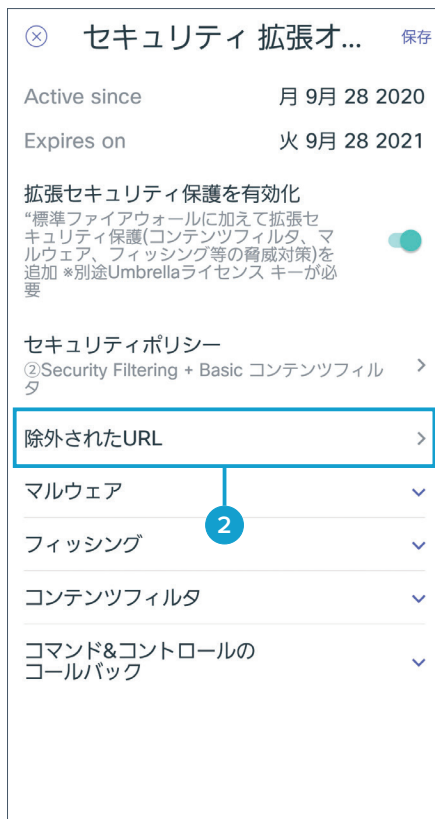 セキュリティ 拡張オ... 保存
Active since 月 9月 28 2020
Expires on 火 9月 28 2021
拡張セキュリティ保護を有効化
“標準ファイアウォールに加えて拡張セ
キュリティ保護(コンテンツフィルタ、マ
ルウェア、フィッシング等の脅威対策)を
追加 ※別途Umbrellaライセンス キーが必
要
セキュリティポリシー
②Security Filtering + Basic コンテンツフィル
タ
除外されたURL
マルウェア
2
フィッシング
コンテンツフィルタ
コマンド&コントロールの
コールバック